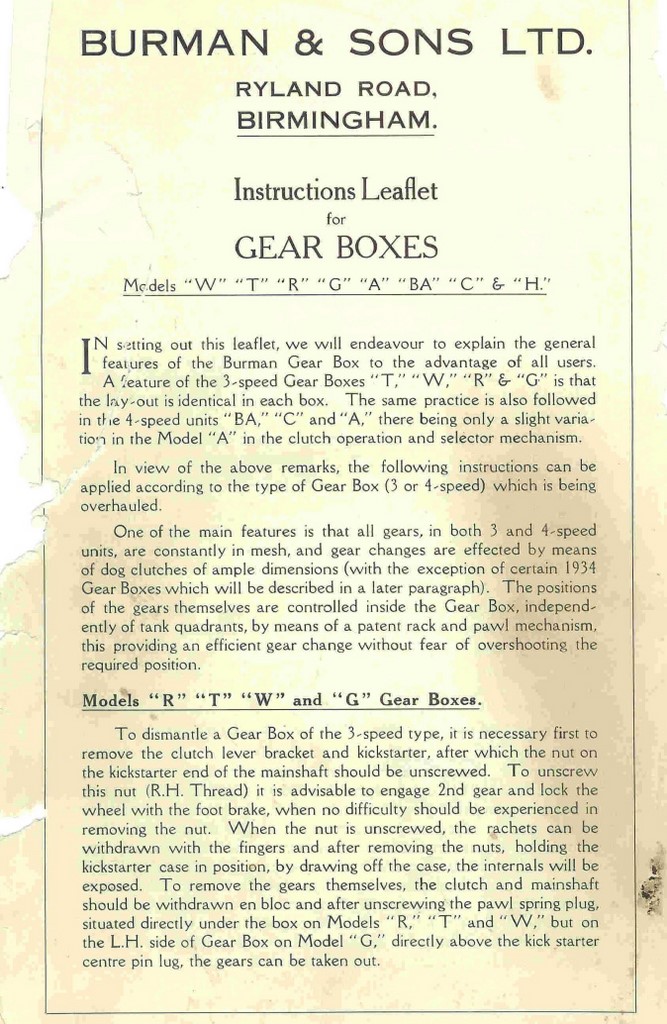 BURMAN & SONS LTD.
RYLAND ROAD,
BIRMINGHAM.
Instructions Leaflet
for
GEAR BOXES
Models "W" "T" "R" "G" "A" "BA" "C" & "H."
IN setting out this leaflet, we will endeavour to explain the general
features of the Burman Gear Box to the advantage of all users.
A feature of the 3-speed Gear Boxes "T," "W," "R" & "G" is that
the lay-out is identical in each box. The same practice is also followed
in the 4-speed units "BA," "C" and "A," there being only a slight varia-
tion in the Model "A" in the clutch operation and selector mechanism.
In view of the above remarks, the following instructions can be
applied according to the type of Gear Box (3 or 4-speed) which is being
overhauled.
One of the main features is that all gears, in both 3 and 4-speed
units, are constantly in mesh, and gear changes are effected by means
of dog clutches of ample dimensions (with the exception of certain 1934
Gear Boxes which will be described in a later paragraph). The positions
of the gears themselves are controlled inside the Gear Box, independ-
ently of tank quadrants, by means of a patent rack and pawl mechanism,
this providing an efficient gear change without fear of overshooting the
required position.
Models "R" "T" "W" and "G" Gear Boxes.
To dismantle a Gear Box of the 3-speed type, it is necessary first to
remove the clutch lever bracket and kickstarter, after which the nut on
the kickstarter end of the mainshaft should be unscrewed. To unscrew
this nut (R.H. Thread) it is advisable to engage 2nd gear and lock the
wheel with the foot brake, when no difficulty should be experienced in
removing the nut. When the nut is unscrewed, the rachets can be
withdrawn with the fingers and after removing the nuts, holding the
kickstarter case in position, by drawing off the case, the internals will be
exposed. To remove the gears themselves, the clutch and mainshaft
should be withdrawn en bloc and after unscrewing the pawl spring plug,
situated directly under the box on Models "R," "T" and "W," but on
the L.H. side of Gear Box on Model "G," directly above the kick starter
centre pin lug, the gears can be taken out.